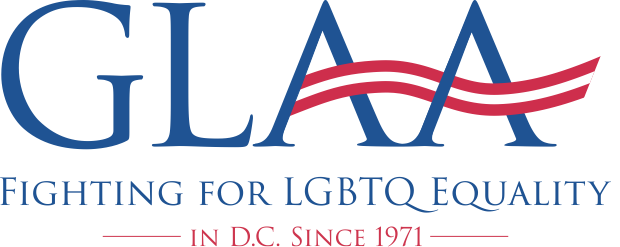 GLAA
Fighting for LGBTQ Equality
in D.C. Since 1971